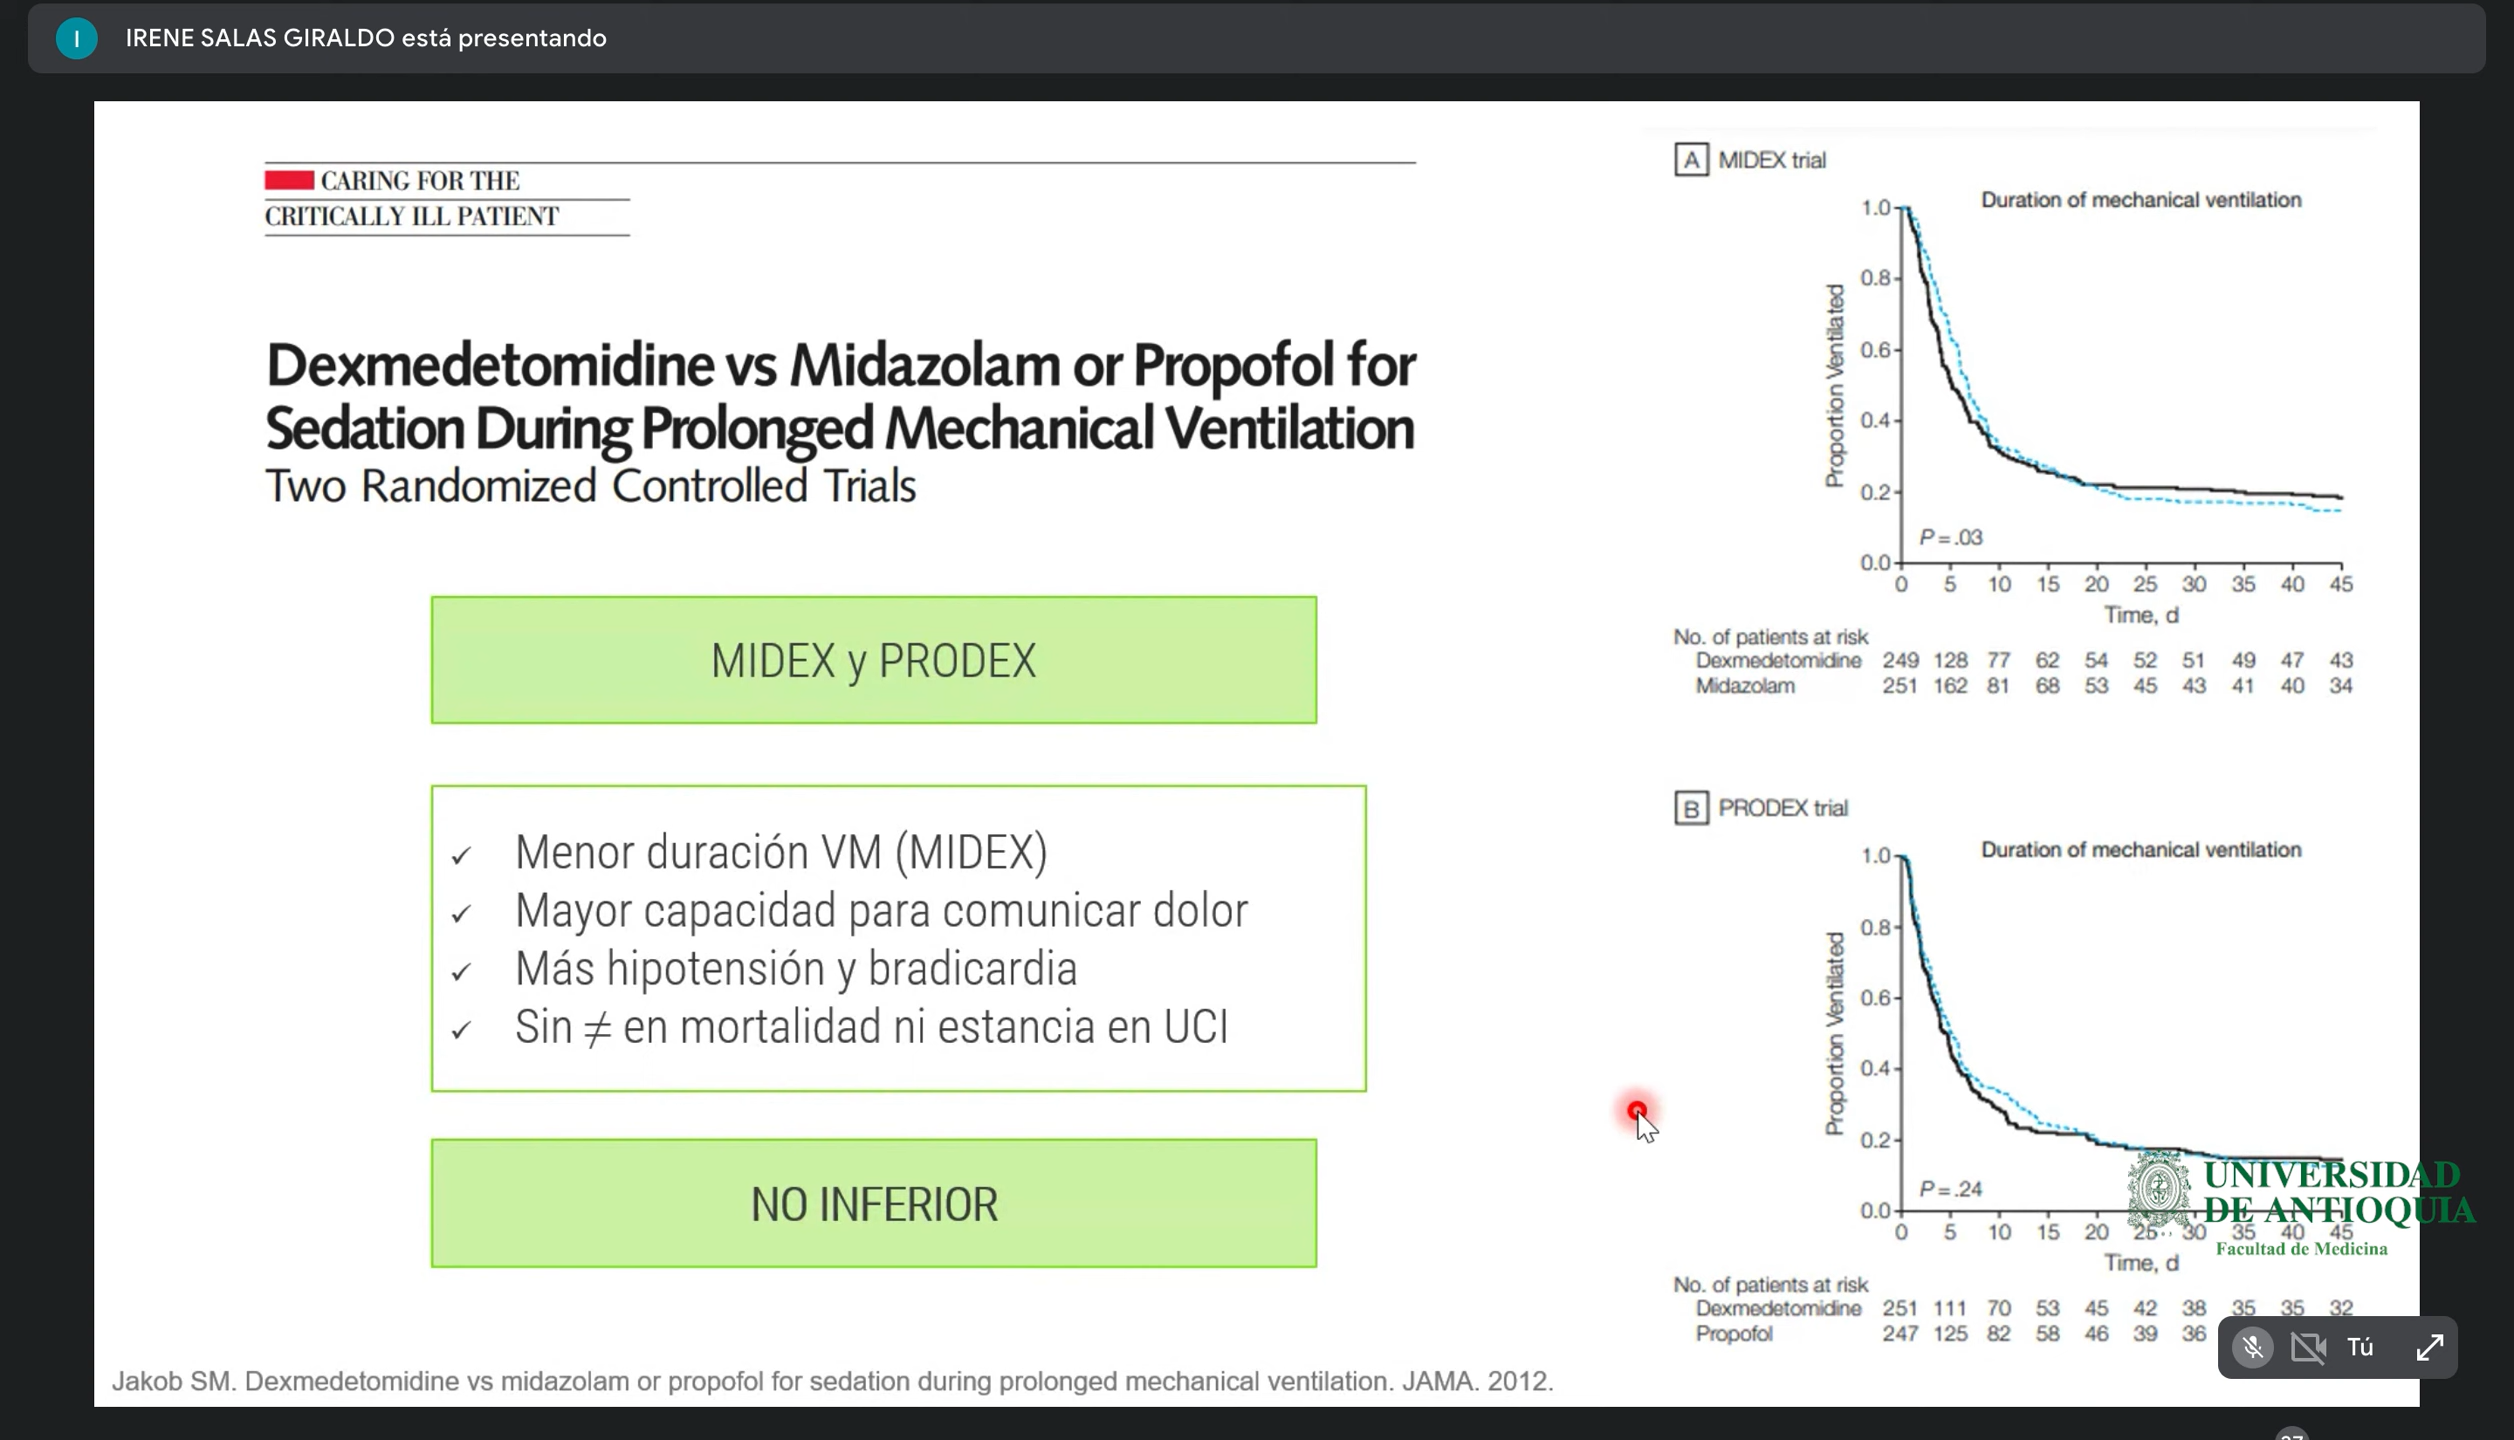 I
IRENE SALAS GIRALDO está presentando
CARING FOR THE
CRITICALLY ILL PATIENT
Dexmedetomidine vs Midazolam or Propofol for
Sedation During Prolonged Mechanical Ventilation
Two Randomized Controlled Trials
MIDEX y PRODEX
✓ Menor duración VM (MIDEX)
✓ Mayor capacidad para comunicar dolor
✓ Más hipotensión y bradicardia
✓ Sin ≠ en mortalidad ni estancia en UCI
NO INFERIOR
Jakob SM. Dexmedetomidine vs midazolam or propofol for sedation during prolonged mechanical ventilation. JAMA. 2012.
A MIDEX trial
Duration of mechanical ventilation
Proportion Ventilated
1.0
0.8
0.6
0.4
0.2
0.0
P = .03
0 5 10 15 20 25 30 35 40 45
Time, d
No. of patients at risk
Dexmedetomidine 249 128 77 62 54 52 51 49 47 43
Midazolam 251 162 81 68 53 45 43 41 40 34
B PRODEX trial
Duration of mechanical ventilation
Proportion Ventilated
1.0
0.8
0.6
0.4
0.2
0.0
P = .24
0 5 10 15 20 25 30 35 40 45
Time, d
No. of patients at risk
Dexmedetomidine 251 111 70 53 45 42 38 35 35 32
Propofol 247 125 82 58 46 39 36
UNIVERSIDAD
DE ANTIOQUIA
Facultad de Medicina
Tú